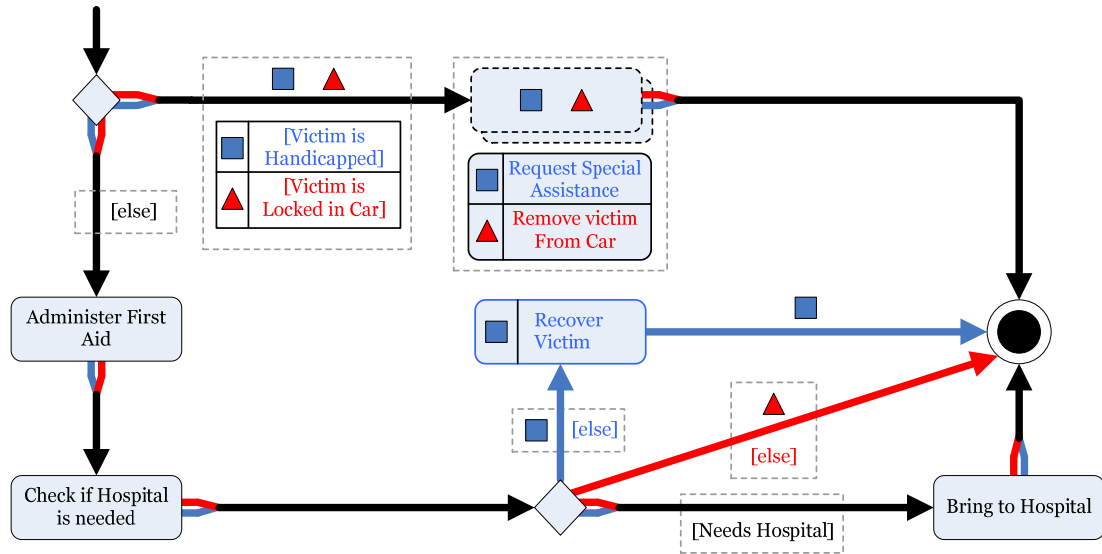 [Victim is
Handicapped]
[Victim is
Locked in Car]
Request Special
Assistance
Remove victim
From Car
[else]
Administer First
Aid
Recover
Victim
[else]
[else]
Check if Hospital
is needed
[Needs Hospital]
Bring to Hospital